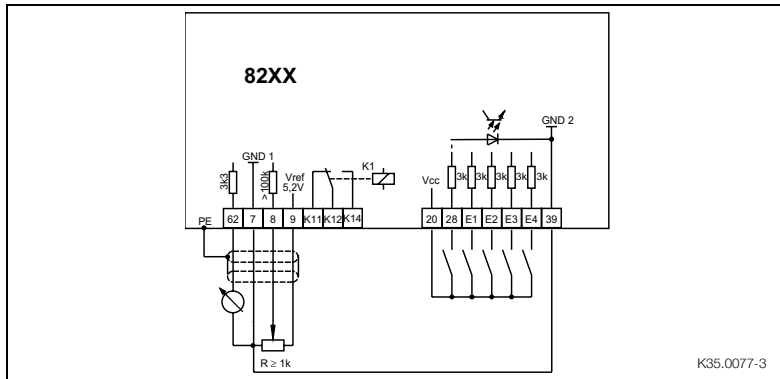 82XX
GND 2
GND 1
K1
3k3
>100k
Vref
5,2V
Vcc
3k
3k
3k
3k
3k
PE
62
7
8
9
K11
K12
K14
20
28
E1
E2
E3
E4
39
R ≥ 1k
K35.0077-3